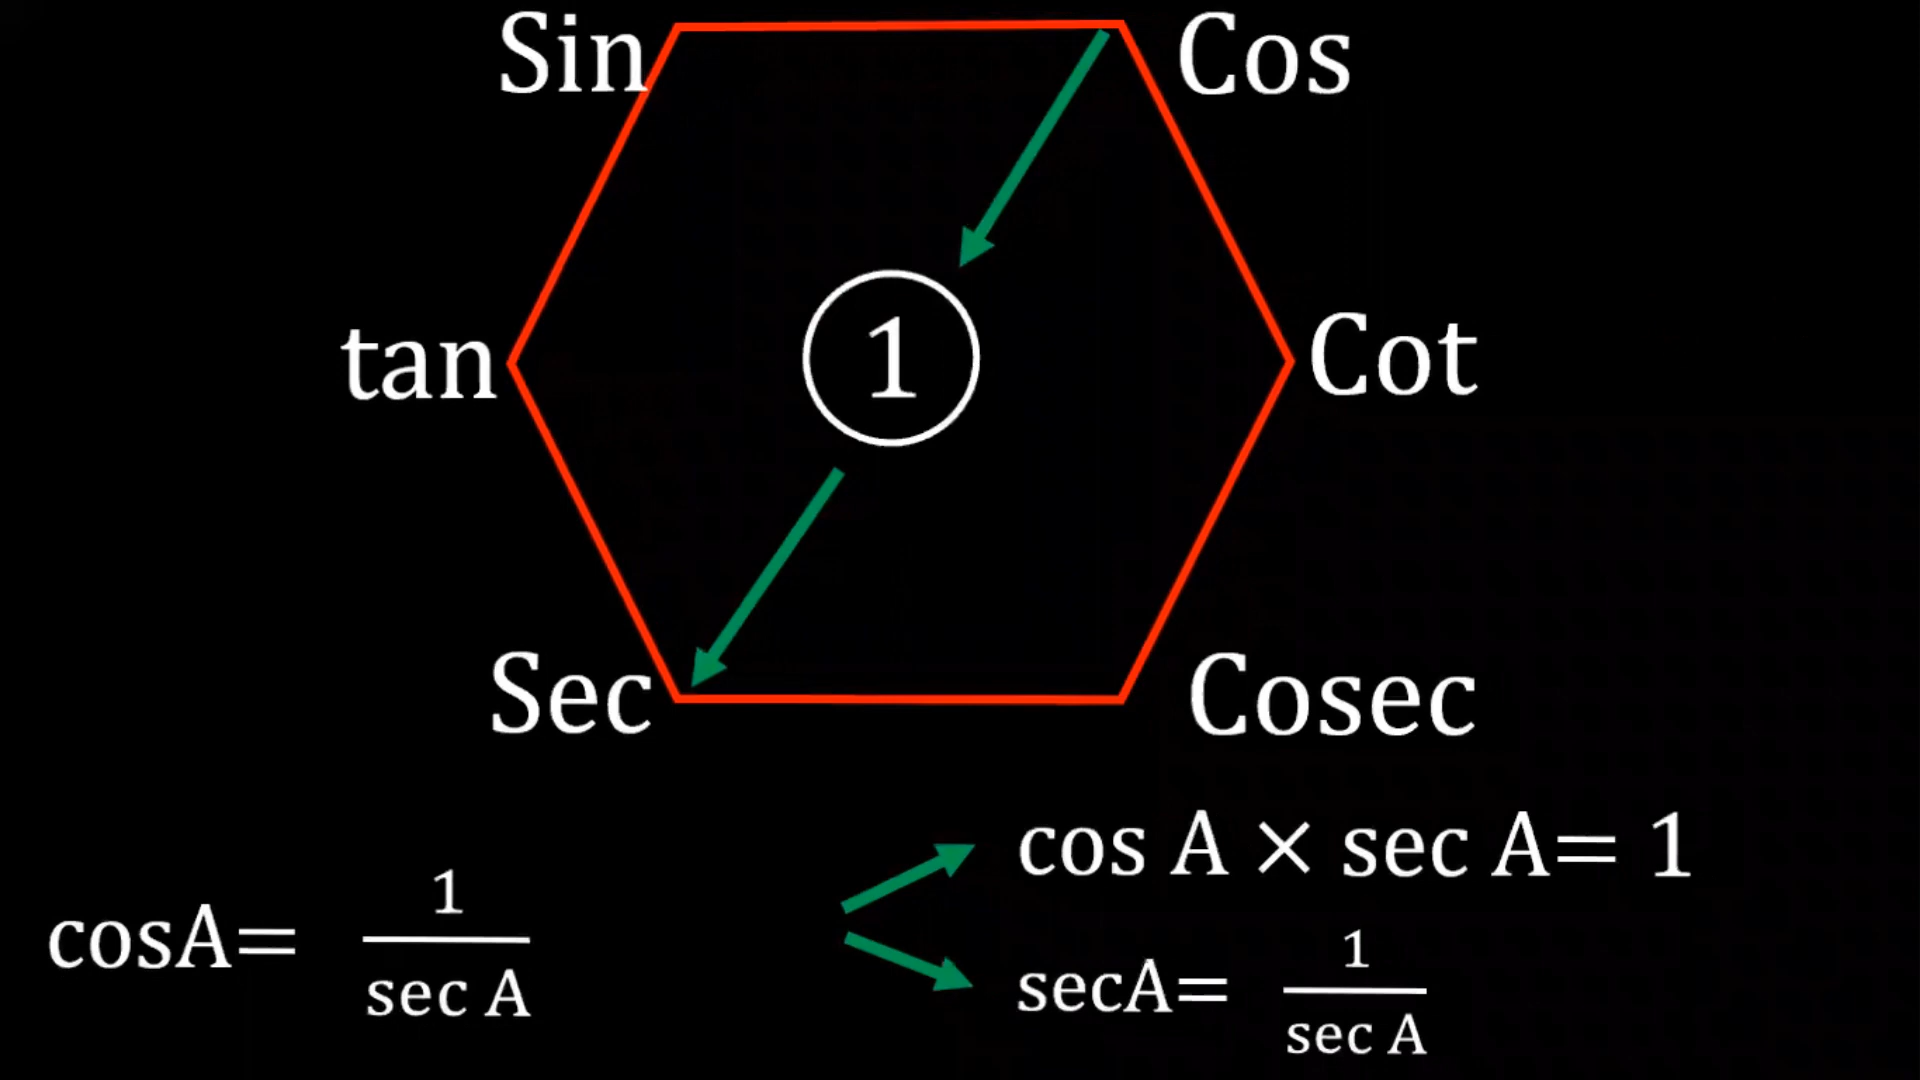 Sin Cos
tan 1 Cot
Sec Cosec
cos A × sec A= 1
cosA= 1/sec A
secA= 1/sec A